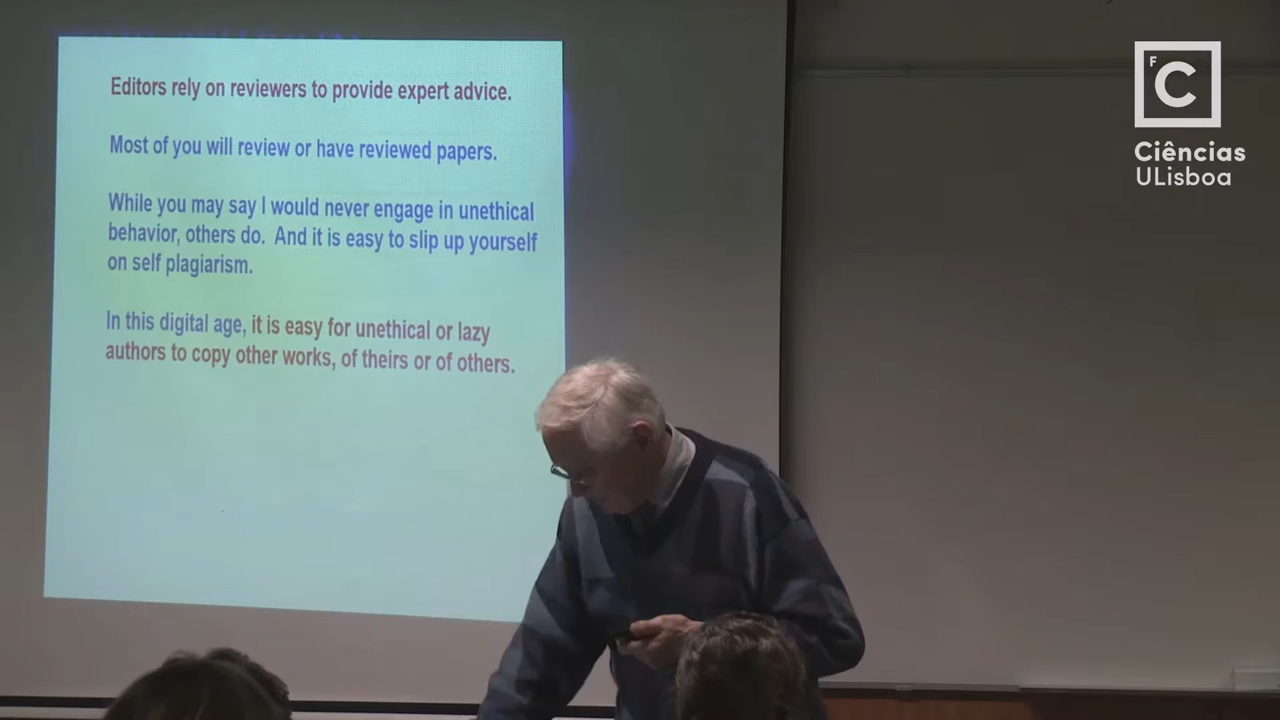 Editors rely on reviewers to provide expert advice.
Most of you will review or have reviewed papers.
While you may say I would never engage in unethical
behavior, others do.  And it is easy to slip up yourself
on self plagiarism.
In this digital age, it is easy for unethical or lazy
authors to copy other works, of theirs or of others.
F
C
Ciências
ULisboa